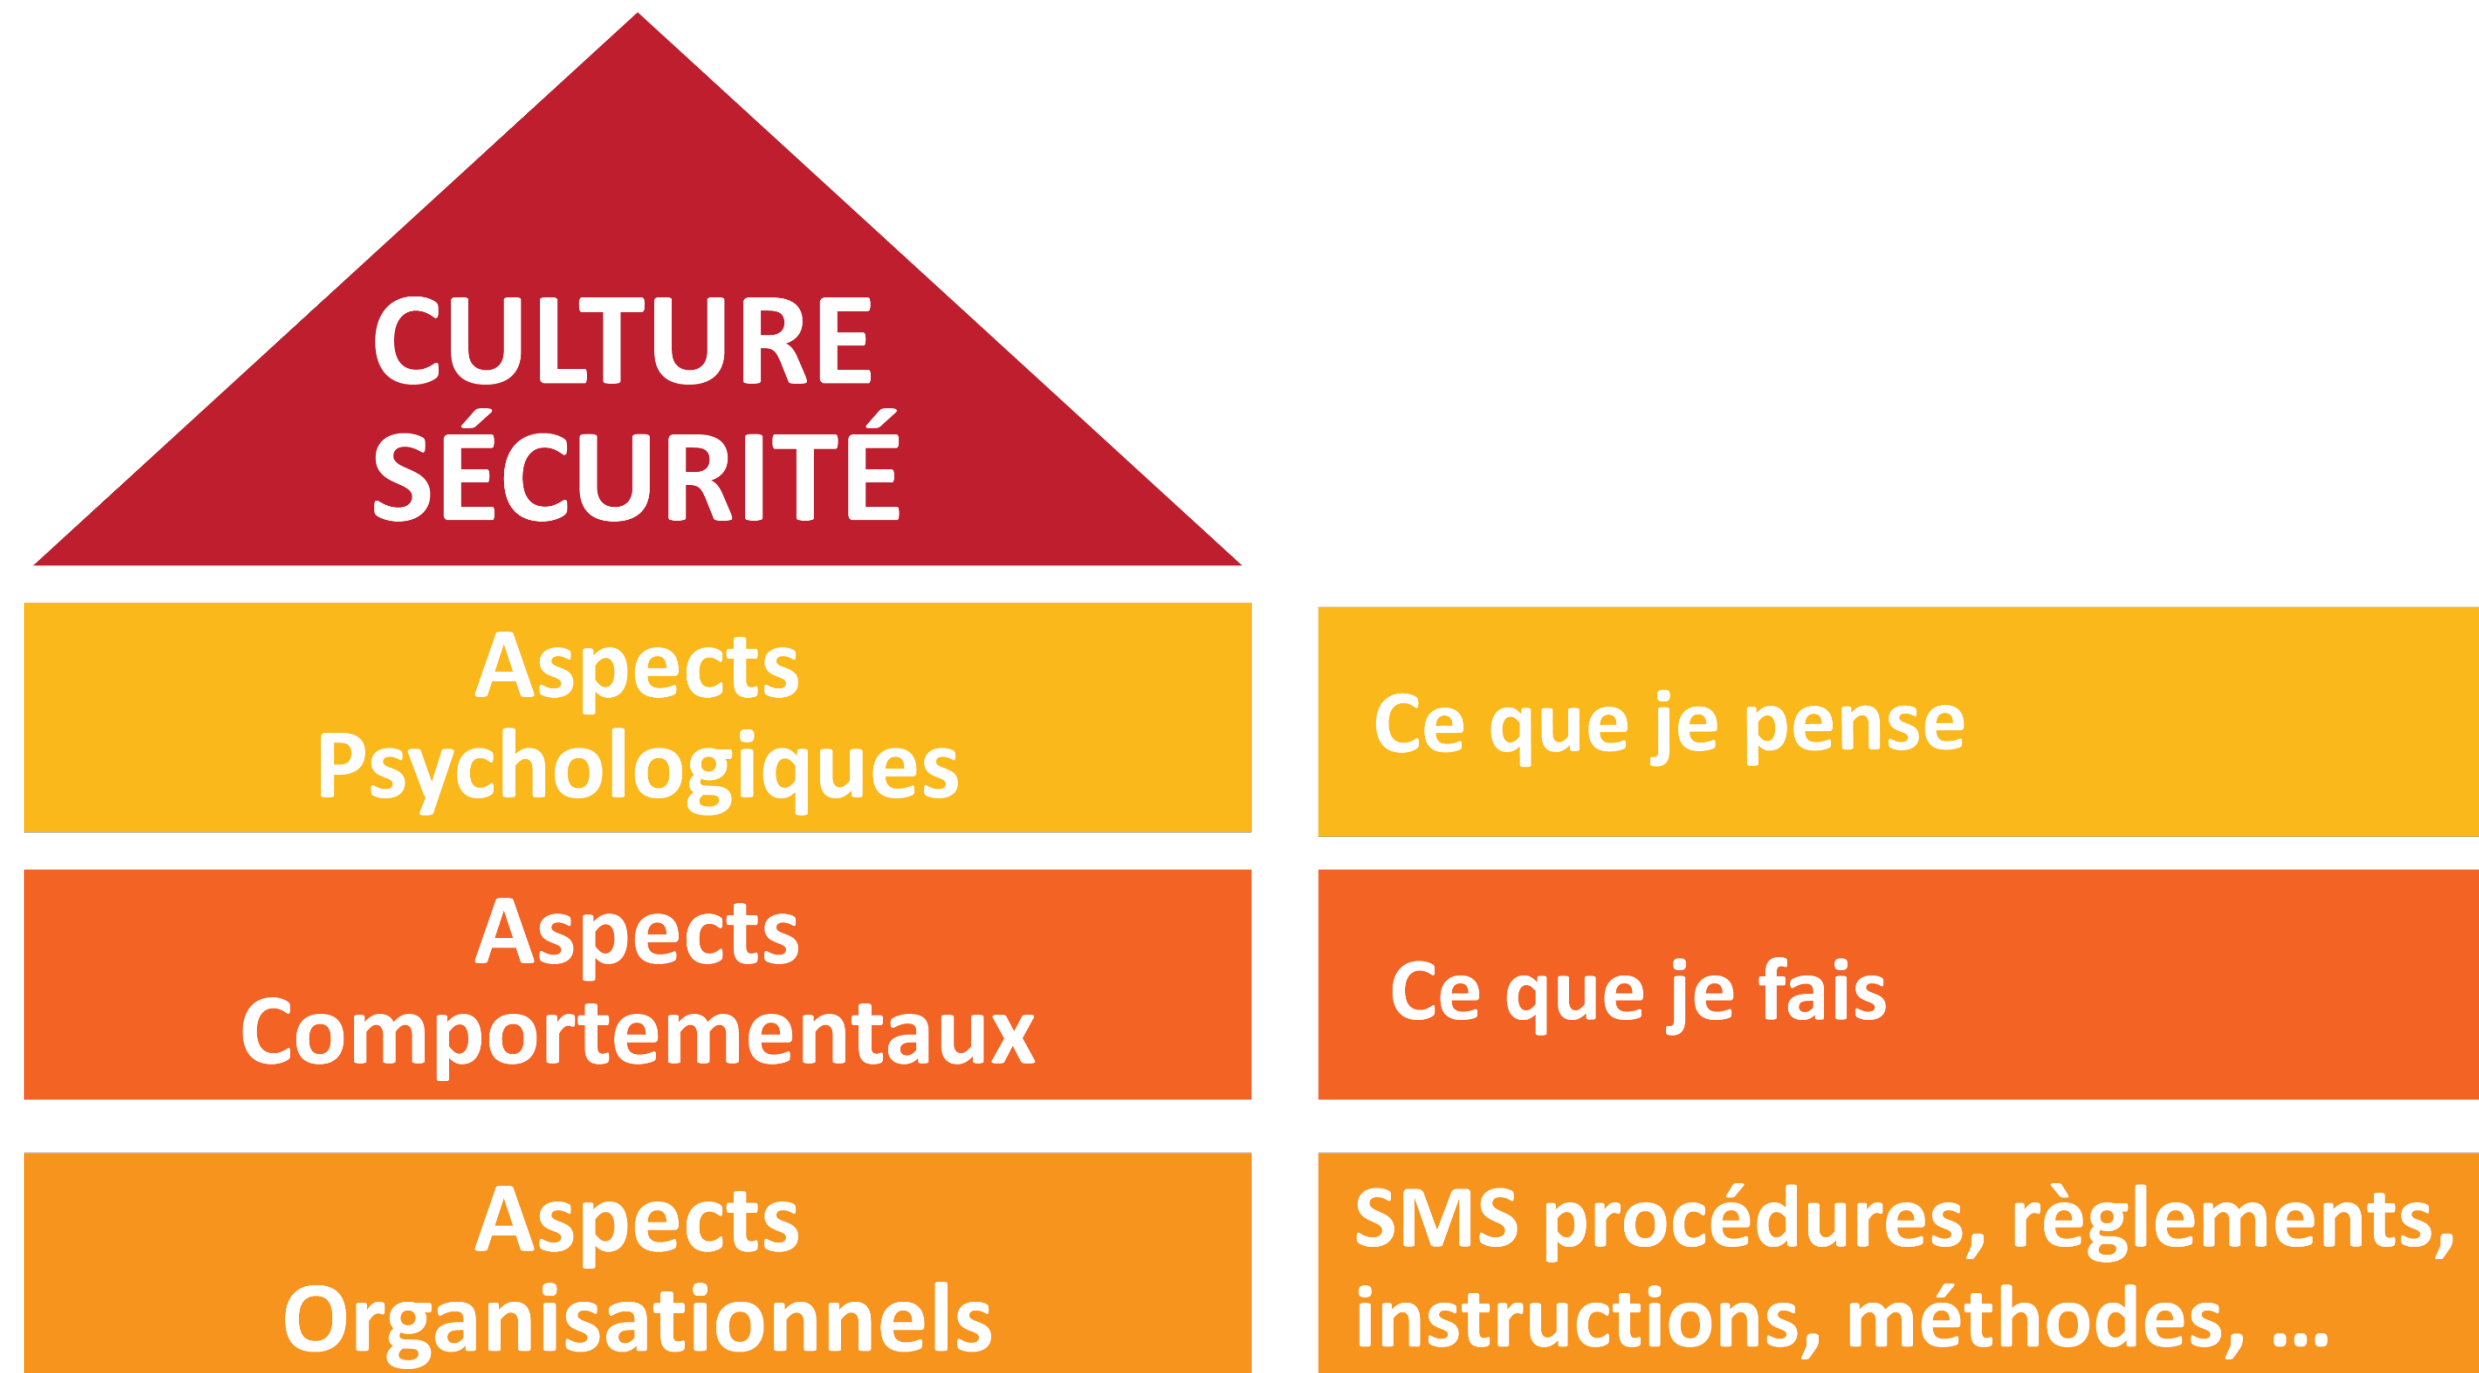 CULTURE
SÉCURITÉ
Aspects
Psychologiques
Ce que je pense
Aspects
Comportementaux
Ce que je fais
Aspects
Organisationnels
SMS procédures, règlements,
instructions, méthodes, ...